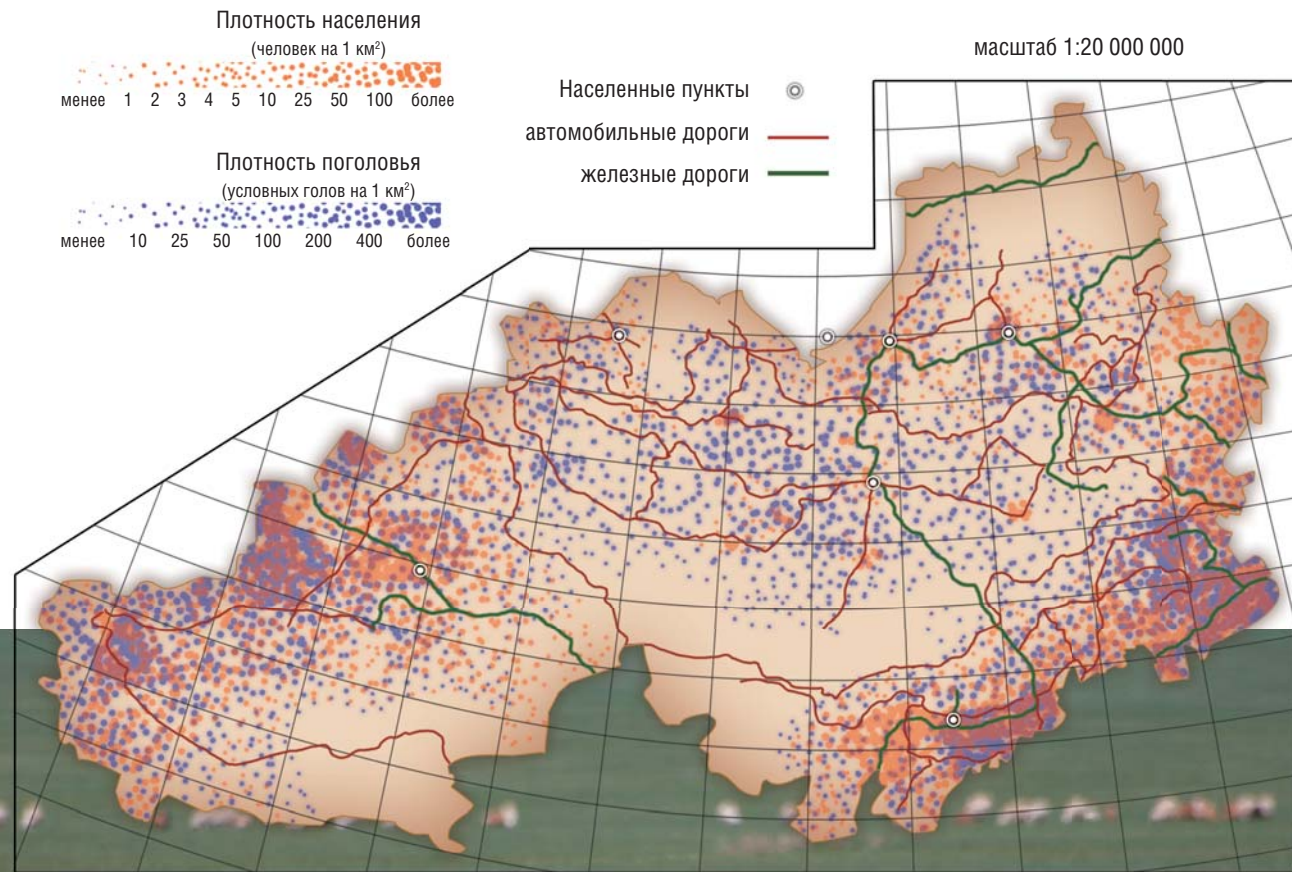 Плотность населения
(человек на 1 км²)
менее 1 2 3 4 5 10 25 50 100 более
Плотность поголовья
(условных голов на 1 км²)
менее 10 25 50 100 200 400 более
масштаб 1:20 000 000
Населенные пункты
автомобильные дороги
железные дороги